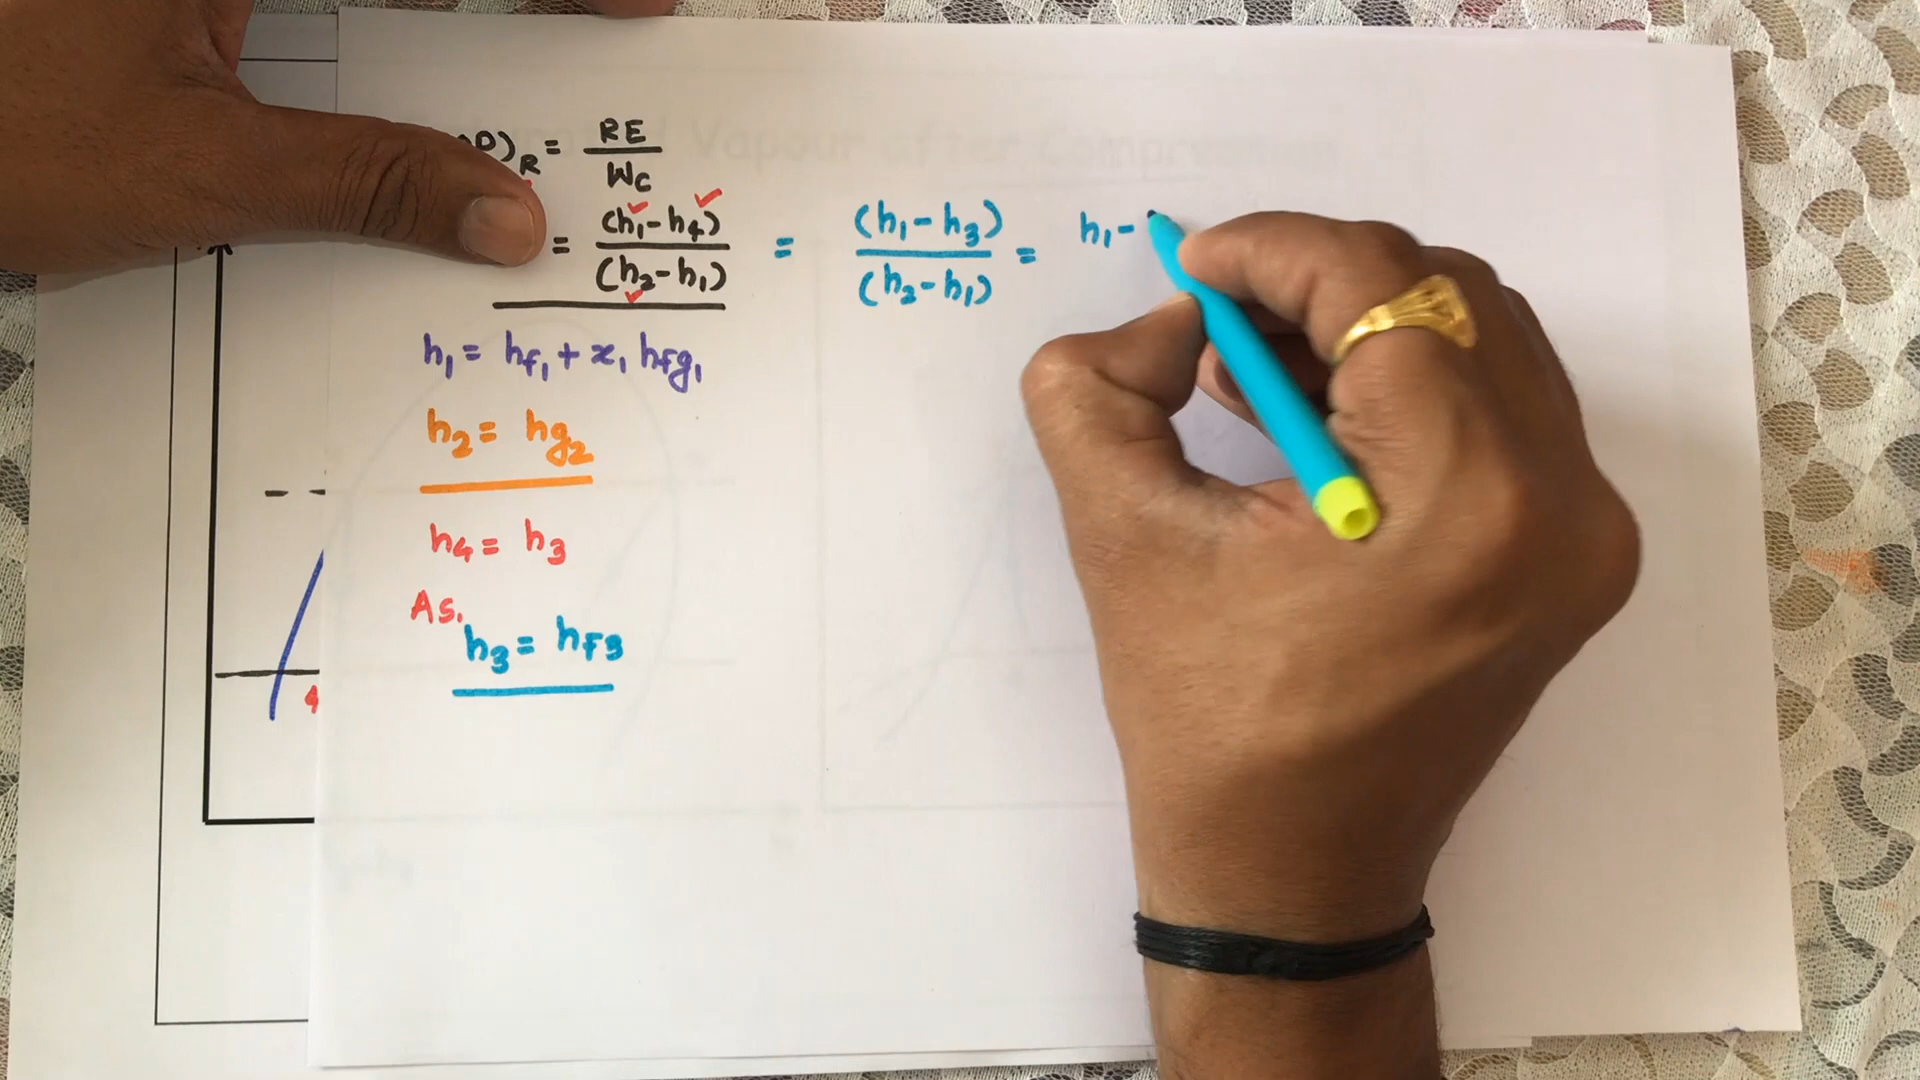 )R = RE / WC
= (h1 - h4) / (h2 - h1) = (h1 - h3) / (h2 - h1) = h1 -
h1 = hf1 + x1 hfg1
h2 = hg2
h4 = h3
As,
h3 = hf3
4